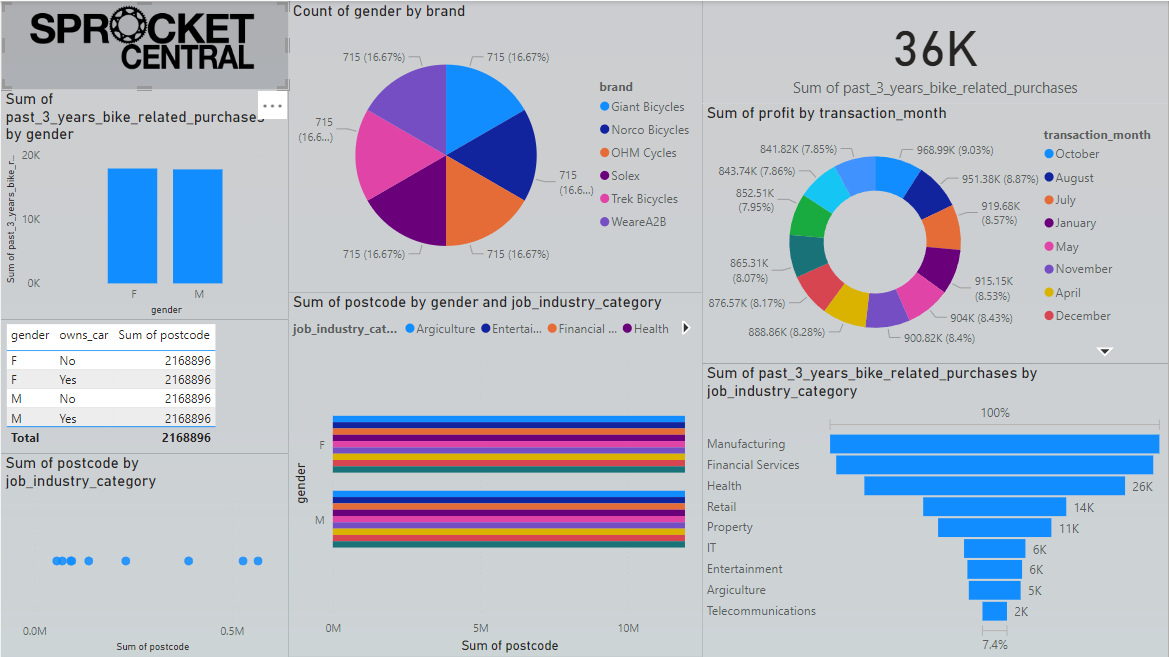 SPROCKET
CENTRAL
Sum of
past_3_years_bike_related_purchases
by gender
Sum of past_3_years_bike_r...
20K
10K
0K
F
M
gender
gender owns_car Sum of postcode
F No 2168896
F Yes 2168896
M No 2168896
M Yes 2168896
Total 2168896
Sum of postcode by
job_industry_category
0.0M
0.5M
Sum of postcode
Count of gender by brand
715 (16.67%)
715 (16.67%)
715
(16.6...)
715
(16.6...)
715 (16.67%)
715 (16.67%)
brand
Giant Bicycles
Norco Bicycles
OHM Cycles
Solex
Trek Bicycles
WeareA2B
Sum of postcode by gender and job_industry_category
job_industry_cat... Argiculture Entertai... Financial ... Health
gender
F
M
0M
5M
10M
Sum of postcode
36K
Sum of past_3_years_bike_related_purchases
Sum of profit by transaction_month
841.82K (7.85%)
968.99K (9.03%)
843.74K (7.86%)
951.38K (8.87%)
852.51K
(7.95%)
919.68K
(8.57%)
865.31K
(8.07%)
915.15K
(8.53%)
876.57K (8.17%)
904K (8.43%)
888.86K (8.28%)
900.82K (8.4%)
transaction_month
October
August
July
January
May
November
April
December
Sum of past_3_years_bike_related_purchases by
job_industry_category
100%
Manufacturing
Financial Services
Health 26K
Retail 14K
Property 11K
IT 6K
Entertainment 6K
Argiculture 5K
Telecommunications 2K
7.4%